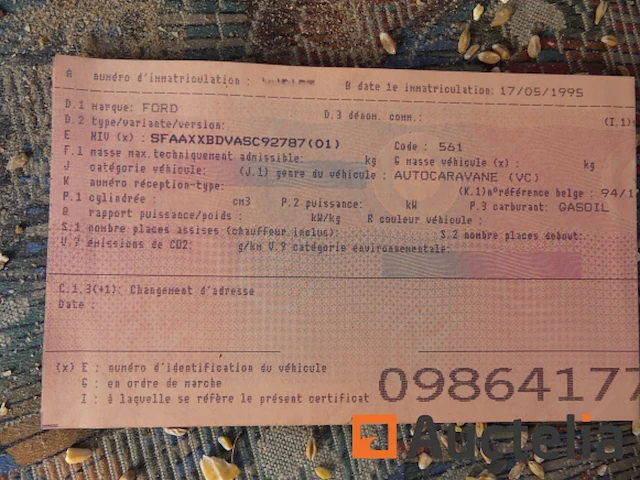 A numéro d'immatriculation : B date 1e immatriculation: 17/05/1995
D.1 marque: FORD D.3 dénom. comm.: (I.1)
D.2 type/variante/version:
E NIV (x) : SFAAXXBDVASC92787(01) Code : 561
F.1 masse max.techniquement admissible: kg G masse véhicule (x) : kg
J catégorie véhicule: (J.1) genre du véhicule : AUTOCARAVANE (VC)
K numéro réception-type: (K.1)n°référence belge : 94/1
P.1 cylindrée : cm3 P.2 puissance: kW P.3 carburant: GASOIL
Q rapport puissance/poids : kW/kg R couleur véhicule :
S.1 nombre places assises (chauffeur inclus): S.2 nombre places debout:
V.7 émissions de CO2: g/km V.9 catégorie environnementale:
C.1,3(+1): Changement d'adresse
Date :
(x) E : numéro d'identification du véhicule
G : en ordre de marche
I : à laquelle se réfère le présent certificat
09864177
Auctelia